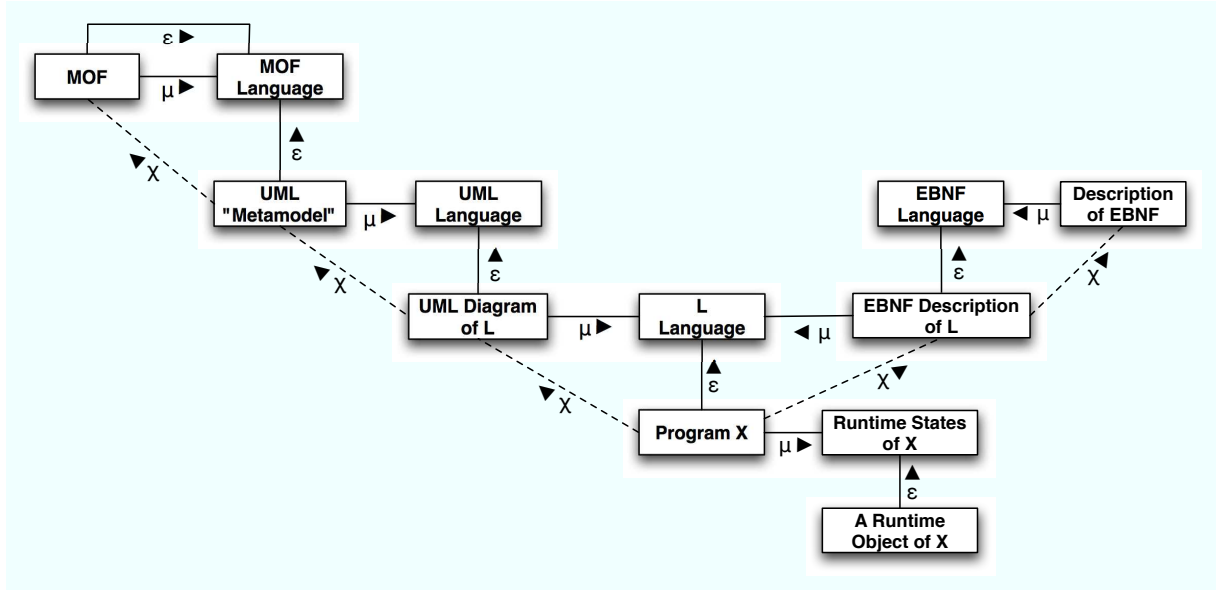 ε ►
MOF
μ ►
MOF
Language
▲
ε
◄
χ
UML
"Metamodel"
μ ►
UML
Language
EBNF
Language
◄ μ
Description
of EBNF
▲
ε
▲
ε
◄
χ
χ ►
UML Diagram
of L
μ ►
L
Language
◄ μ
EBNF Description
of L
▲
ε
◄
χ
χ ►
Program X
μ ►
Runtime States
of X
▲
ε
A Runtime
Object of X